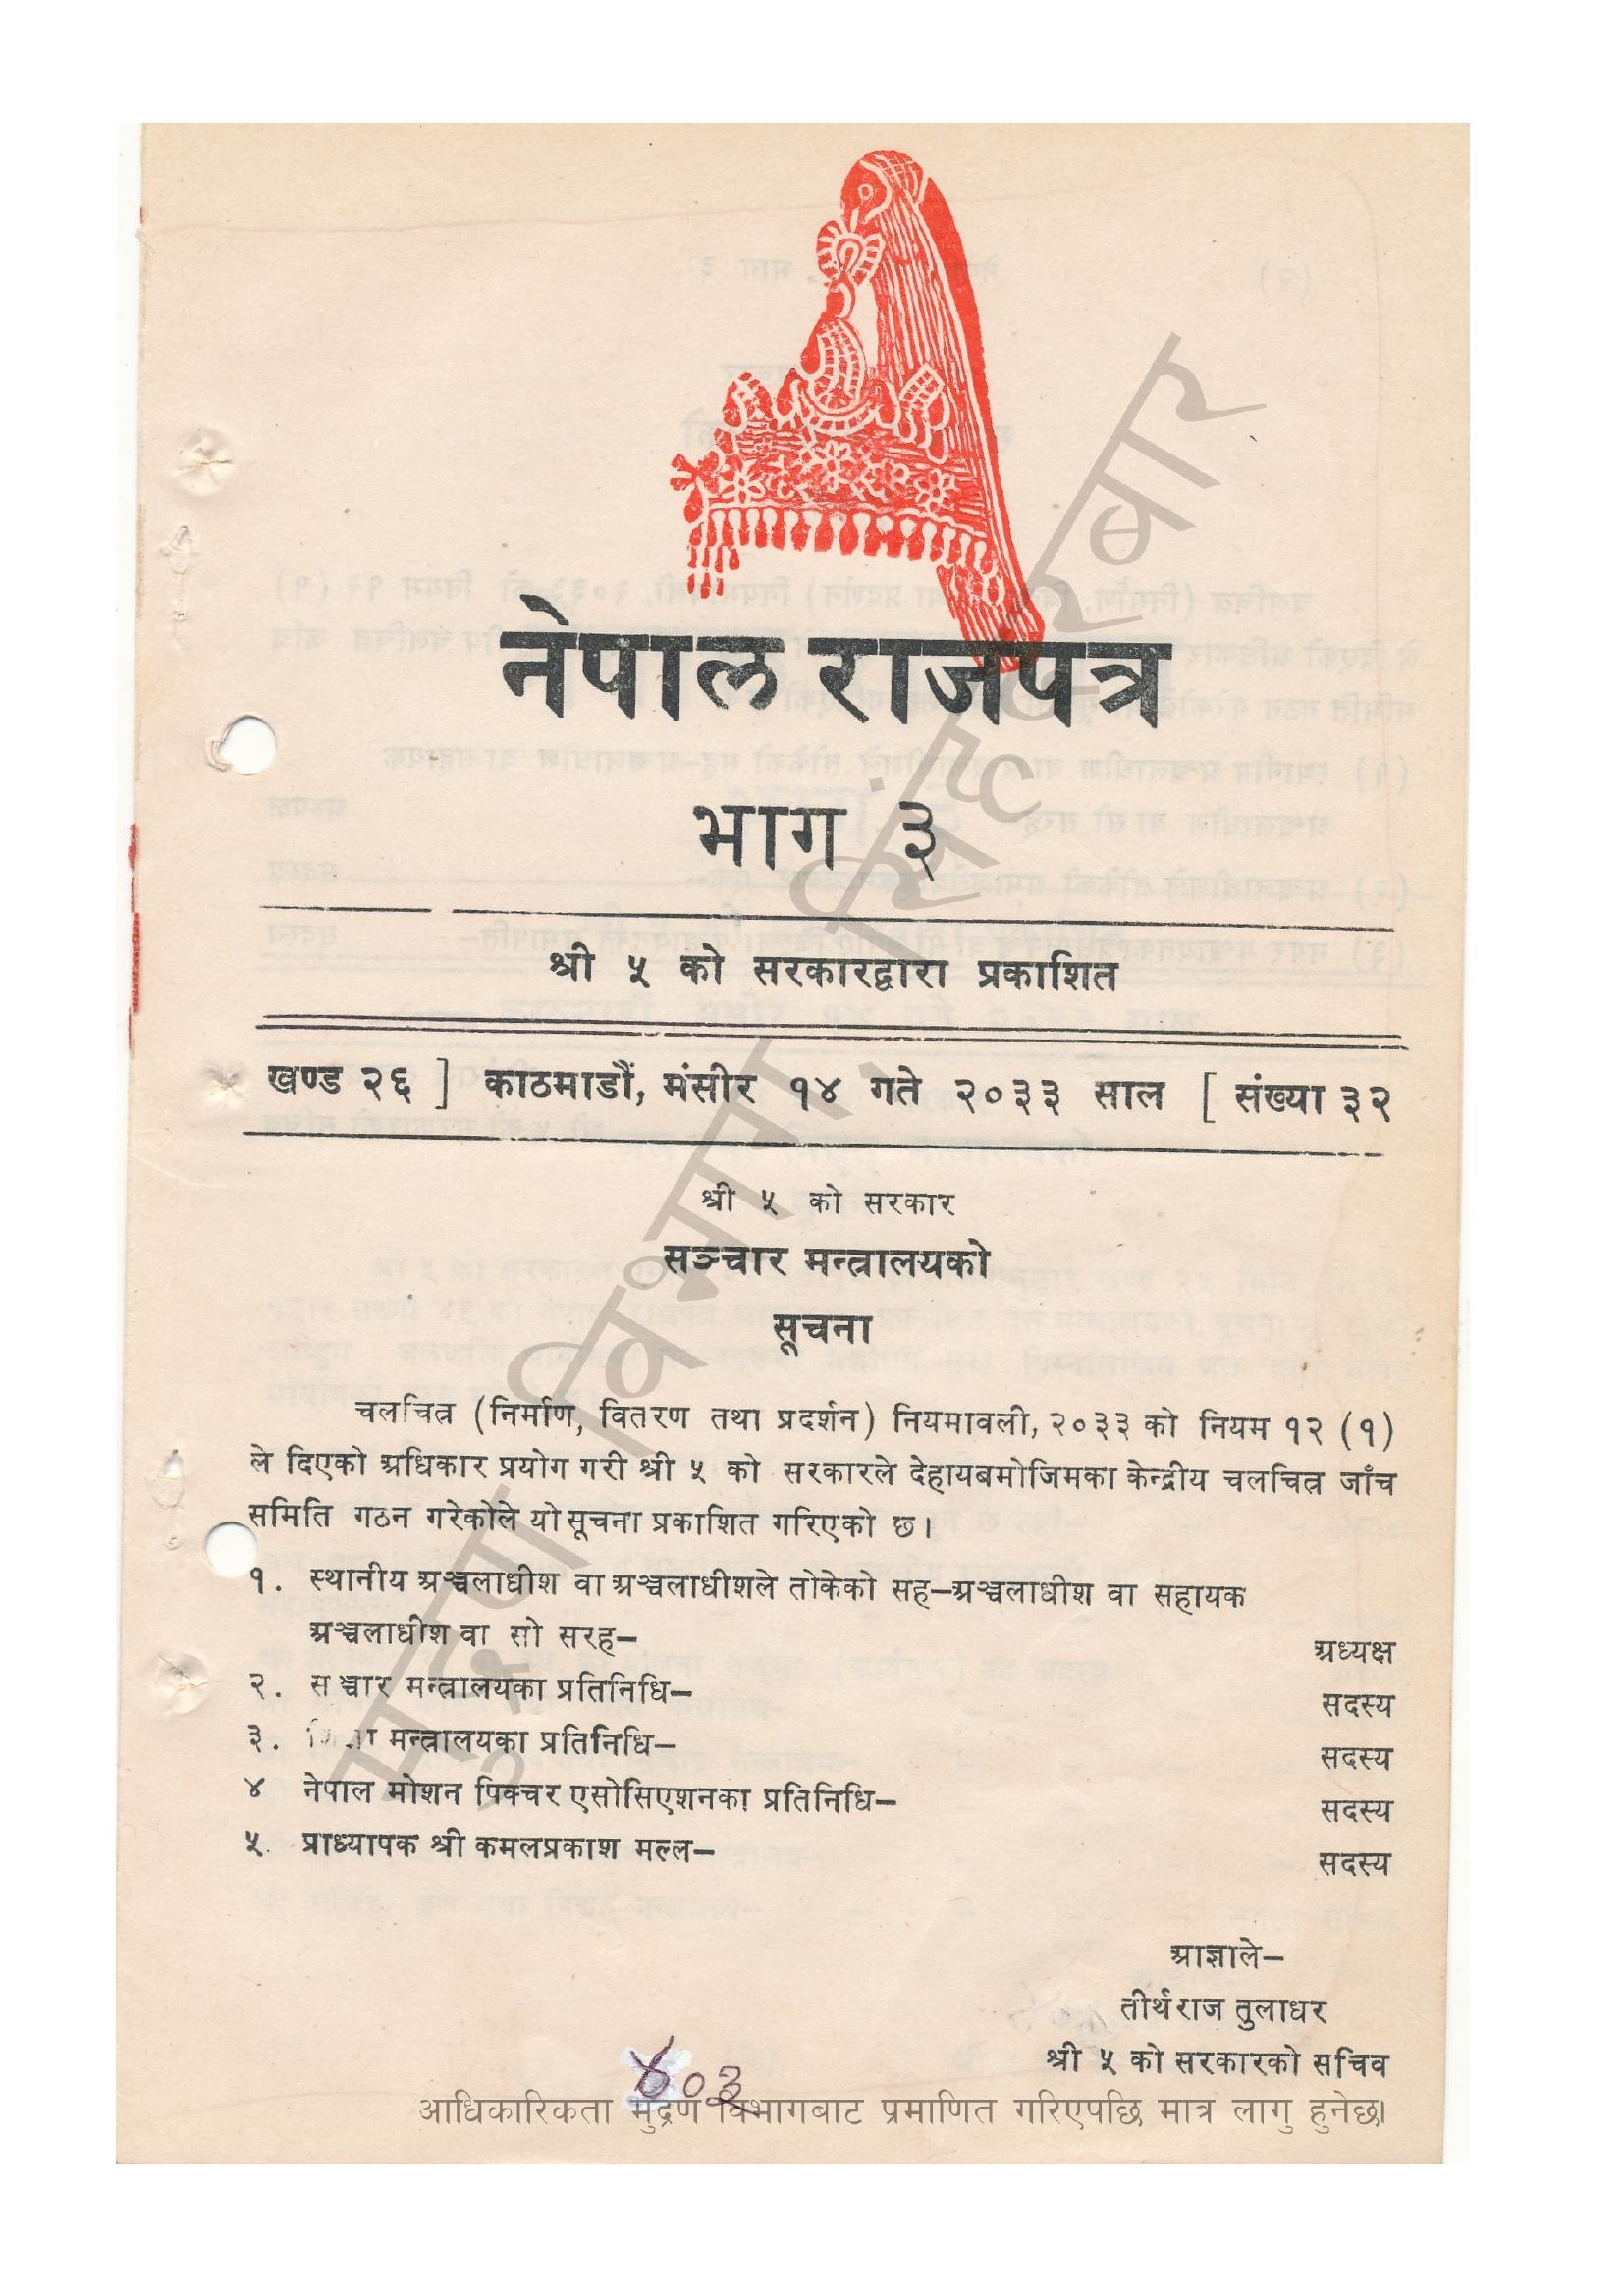 नेपाल राजपत्र
भाग ३
श्री ५ को सरकारद्वारा प्रकाशित
खण्ड २६ ] काठमाडौं, मंसीर १४ गते २०३३ साल [ संख्या ३२
श्री ५ को सरकार
सञ्चार मन्त्रालयको
सूचना
चलचित्र (निर्माण, वितरण तथा प्रदर्शन) नियमावली, २०३३ को नियम १२ (१)
ले दिएको अधिकार प्रयोग गरी श्री ५ को सरकारले देहायबमोजिमका केन्द्रीय चलचित्र जाँच
समिति गठन गरेकोले यो सूचना प्रकाशित गरिएको छ।
१. स्थानीय अञ्चलाधीश वा अञ्चलाधीशले तोकेको सह–अञ्चलाधीश वा सहायक
अञ्चलाधीश वा सो सरह– अध्यक्ष
२. सञ्चार मन्त्रालयका प्रतिनिधि– सदस्य
३. मन्त्रालयका प्रतिनिधि– सदस्य
४ नेपाल मोशन पिक्चर एसोसिएशनका प्रतिनिधि– सदस्य
५. प्राध्यापक श्री कमलप्रकाश मल्ल– सदस्य
आज्ञाले–
तीर्थराज तुलाधर
श्री ५ को सरकारको सचिव
४०३
आधिकारिकता मुद्रण विभागबाट प्रमाणित गरिएपछि मात्र लागु हुनेछ।
मुद्रण विभाग, सिंहदरबार